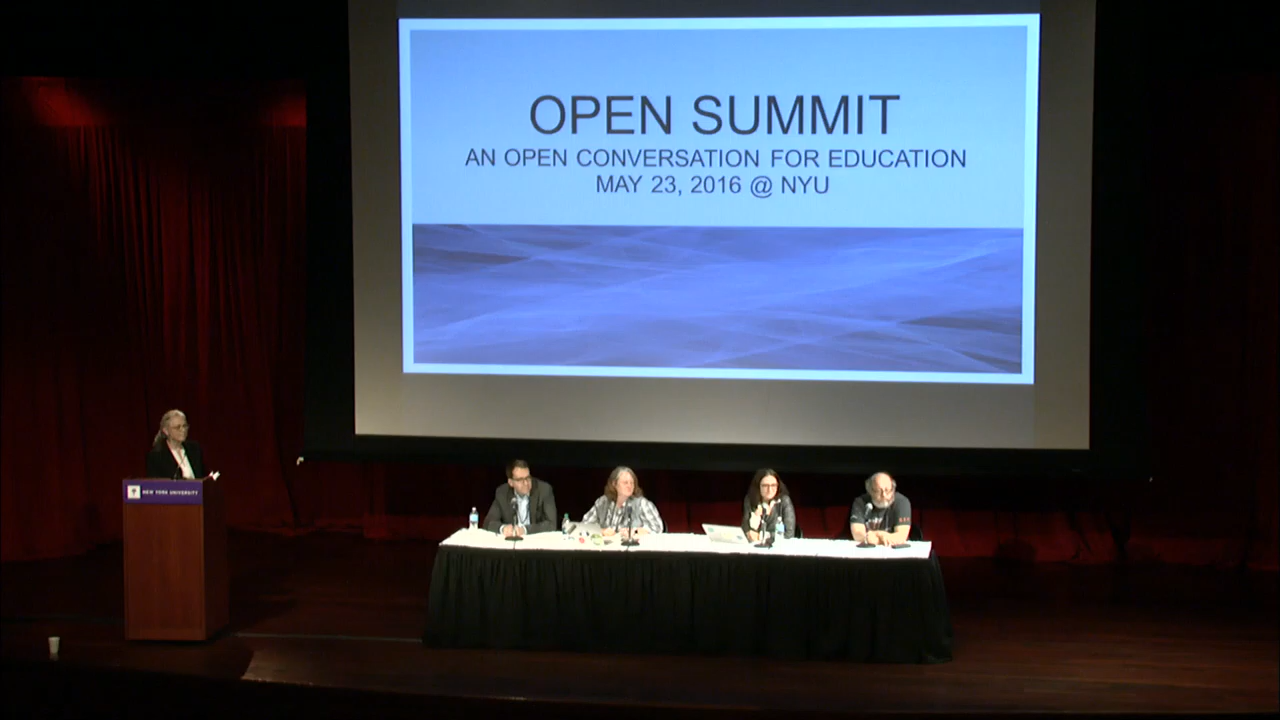 OPEN SUMMIT
AN OPEN CONVERSATION FOR EDUCATION
MAY 23, 2016 @ NYU
NEW YORK UNIVERSITY